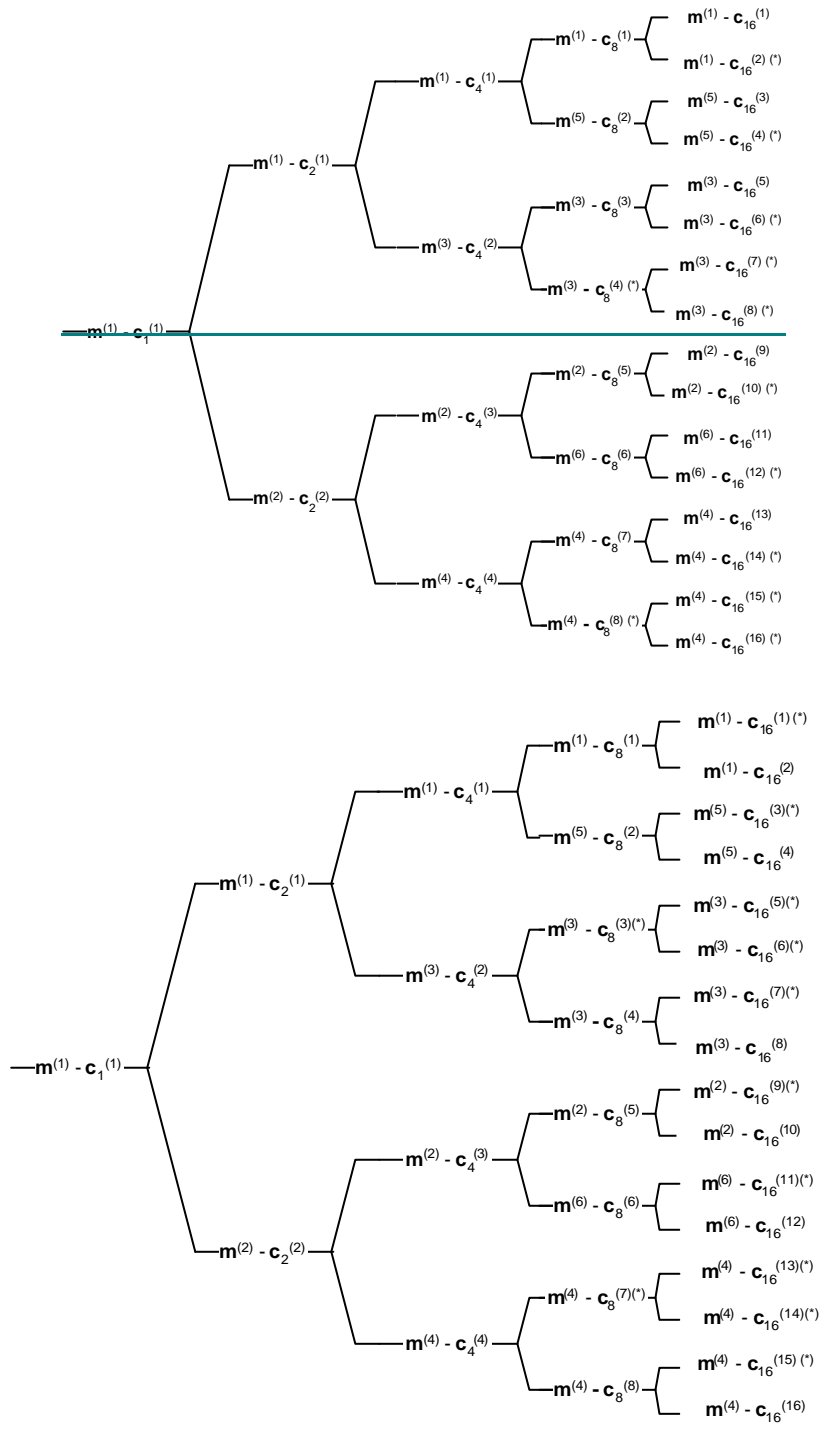 m(1) - c16(1)
m(1) - c8(1)
m(1) - c16(2) (*)
m(1) - c4(1)
m(5) - c16(3)
m(5) - c8(2)
m(5) - c16(4) (*)
m(1) - c2(1)
m(3) - c16(5)
m(3) - c8(3)
m(3) - c16(6) (*)
m(3) - c4(2)
m(3) - c16(7) (*)
m(3) - c8(4) (*)
m(3) - c16(8) (*)
m(1) - c1(1)
m(2) - c16(9)
m(2) - c8(5)
m(2) - c16(10) (*)
m(2) - c4(3)
m(6) - c16(11)
m(6) - c8(6)
m(6) - c16(12) (*)
m(2) - c2(2)
m(4) - c16(13)
m(4) - c8(7)
m(4) - c16(14) (*)
m(4) - c4(4)
m(4) - c16(15) (*)
m(4) - c8(8) (*)
m(4) - c16(16) (*)
m(1) - c16(1) (*)
m(1) - c8(1)
m(1) - c16(2)
m(1) - c4(1)
m(5) - c16(3)(*)
m(5) - c8(2)
m(5) - c16(4)
m(1) - c2(1)
m(3) - c16(5)(*)
m(3) - c8(3)(*)
m(3) - c16(6)(*)
m(3) - c4(2)
m(3) - c16(7)(*)
m(3) - c8(4)
m(3) - c16(8)
m(1) - c1(1)
m(2) - c16(9)(*)
m(2) - c8(5)
m(2) - c16(10)
m(2) - c4(3)
m(6) - c16(11)(*)
m(6) - c8(6)
m(6) - c16(12)
m(2) - c2(2)
m(4) - c16(13)(*)
m(4) - c8(7)(*)
m(4) - c16(14)(*)
m(4) - c4(4)
m(4) - c16(15) (*)
m(4) - c8(8)
m(4) - c16(16)